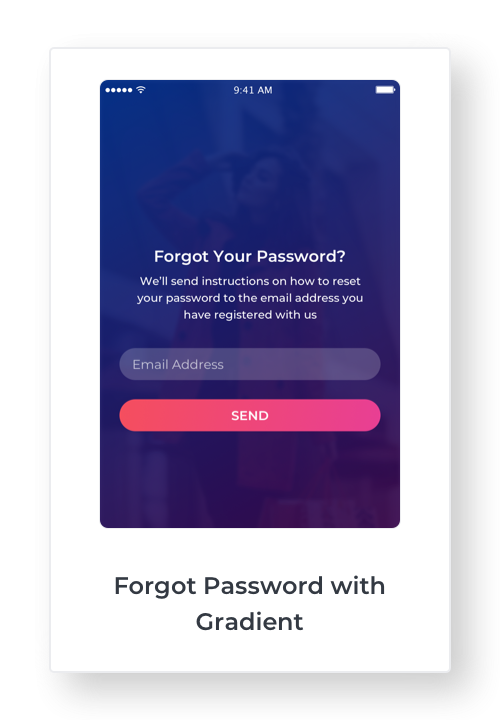 9:41 AM
Forgot Your Password?
We’ll send instructions on how to reset
your password to the email address you
have registered with us
Email Address
SEND
Forgot Password with
Gradient